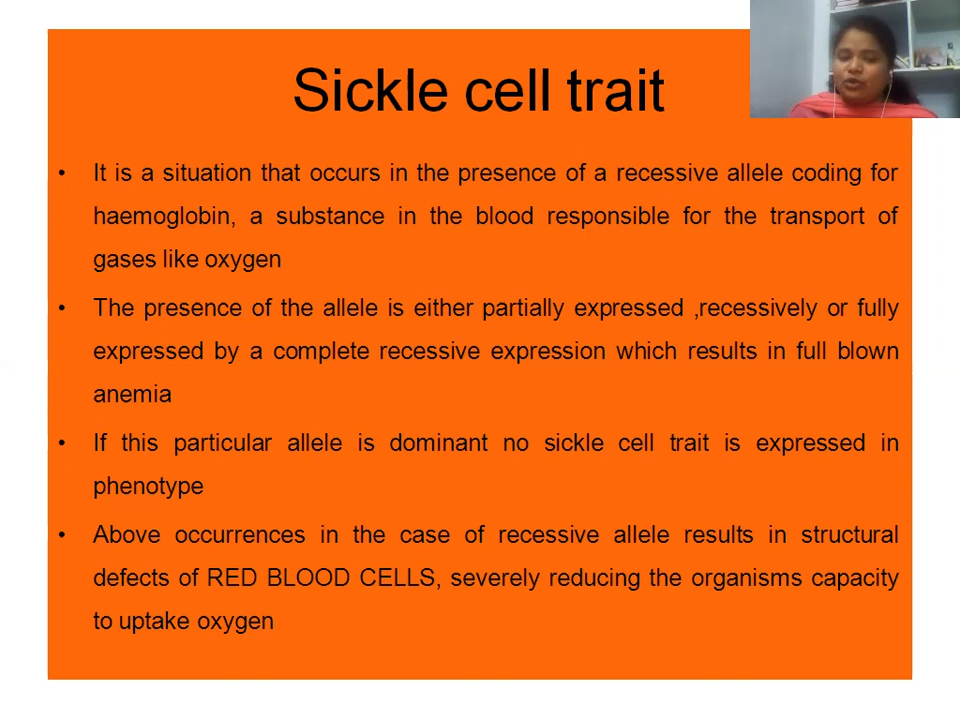 Sickle cell trait
• It is a situation that occurs in the presence of a recessive allele coding for
haemoglobin, a substance in the blood responsible for the transport of
gases like oxygen
• The presence of the allele is either partially expressed ,recessively or fully
expressed by a complete recessive expression which results in full blown
anemia
• If this particular allele is dominant no sickle cell trait is expressed in
phenotype
• Above occurrences in the case of recessive allele results in structural
defects of RED BLOOD CELLS, severely reducing the organisms capacity
to uptake oxygen